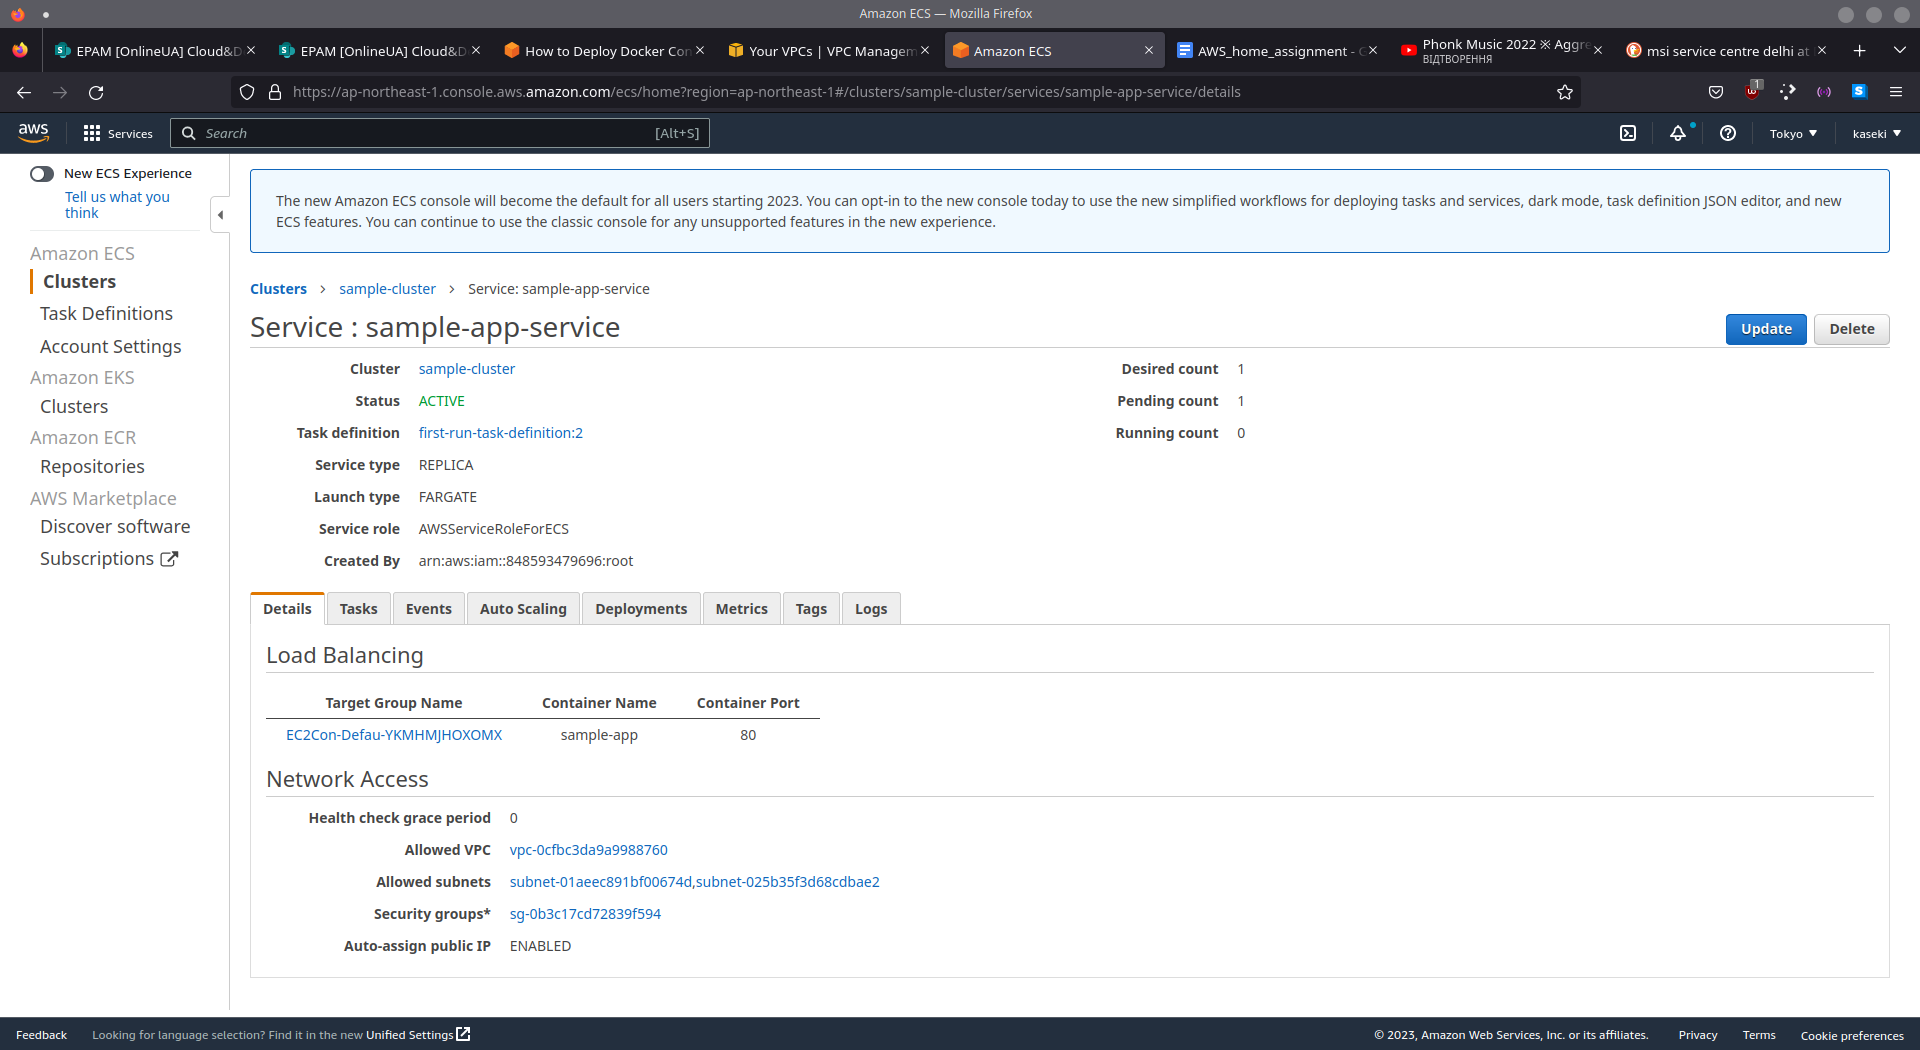 Amazon ECS — Mozilla Firefox
EPAM [OnlineUA] Cloud&D
EPAM [OnlineUA] Cloud&D
How to Deploy Docker Con
Your VPCs | VPC Managem
Amazon ECS
AWS_home_assignment - G
Phonk Music 2022 ※ Aggre
ВІДТВОРЕННЯ
msi service centre delhi at
https://ap-northeast-1.console.aws.amazon.com/ecs/home?region=ap-northeast-1#/clusters/sample-cluster/services/sample-app-service/details
1
aws
Services
Search
[Alt+S]
Tokyo
kaseki
New ECS Experience
Tell us what you
think
Amazon ECS
Clusters
Task Definitions
Account Settings
Amazon EKS
Clusters
Amazon ECR
Repositories
AWS Marketplace
Discover software
Subscriptions
The new Amazon ECS console will become the default for all users starting 2023. You can opt-in to the new console today to use the new simplified workflows for deploying tasks and services, dark mode, task definition JSON editor, and new
ECS features. You can continue to use the classic console for any unsupported features in the new experience.
Clusters > sample-cluster > Service: sample-app-service
Service : sample-app-service
Update
Delete
Cluster sample-cluster
Status ACTIVE
Task definition first-run-task-definition:2
Service type REPLICA
Launch type FARGATE
Service role AWSServiceRoleForECS
Created By arn:aws:iam::848593479696:root
Desired count 1
Pending count 1
Running count 0
Details
Tasks
Events
Auto Scaling
Deployments
Metrics
Tags
Logs
Load Balancing
Target Group Name Container Name Container Port
EC2Con-Defau-YKMHMJHOXOMX sample-app 80
Network Access
Health check grace period 0
Allowed VPC vpc-0cfbc3da9a9988760
Allowed subnets subnet-01aeec891bf00674d,subnet-025b35f3d68cdbae2
Security groups* sg-0b3c17cd72839f594
Auto-assign public IP ENABLED
Feedback
Looking for language selection? Find it in the new Unified Settings
© 2023, Amazon Web Services, Inc. or its affiliates.
Privacy
Terms
Cookie preferences